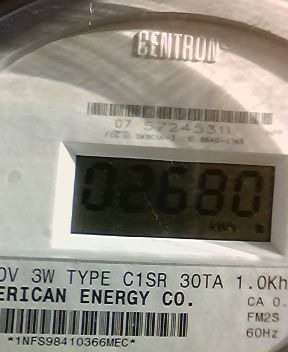 CENTRON
07 57245311
02680
kWh
0V 3W TYPE C1SR 30TA 1.0Kh
ERICAN ENERGY CO.
CA 0.
FM2S
60Hz
*1NFS98410366MEC*